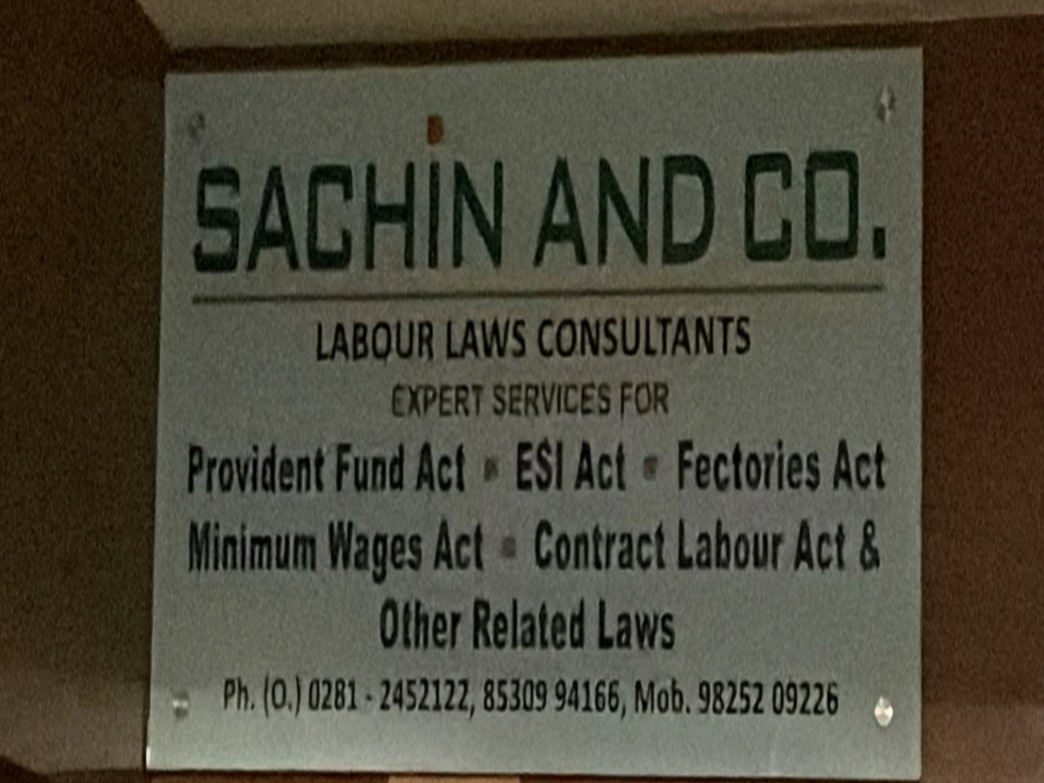 SACHiN AND CO.
LABOUR LAWS CONSULTANTS
EXPERT SERVICES FOR
Provident Fund Act ▪ ESI Act ▪ Fectories Act
Minimum Wages Act ▪ Contract Labour Act &
Other Related Laws
Ph. (O.) 0281 - 2452122, 85309 94166, Mob. 98252 09226